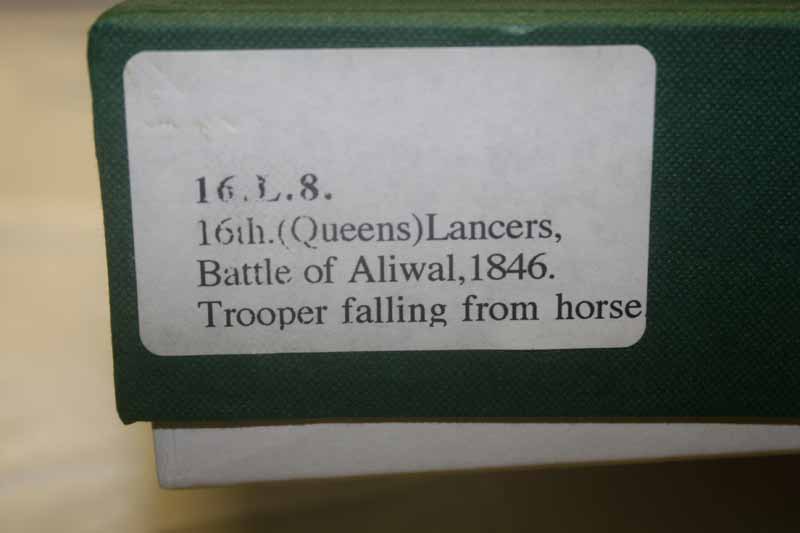 16.L.8.
16th.(Queens)Lancers,
Battle of Aliwal,1846.
Trooper falling from horse